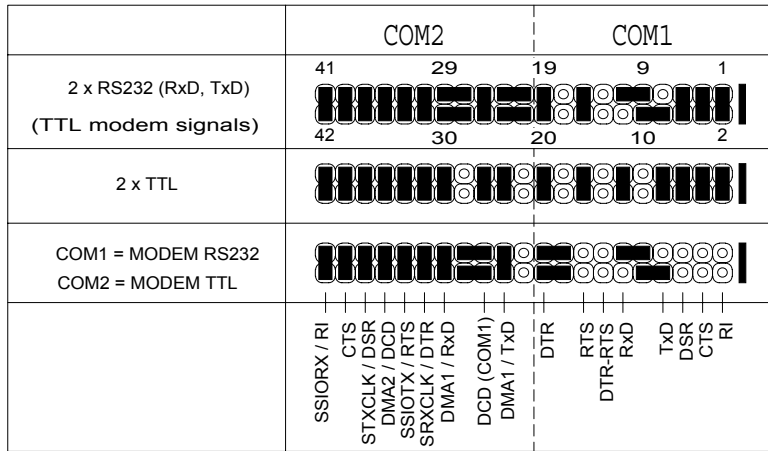 COM2 COM1
2 x RS232 (RxD, TxD)
(TTL modem signals)
41 29 19 9 1
42 30 20 10 2
2 x TTL
COM1 = MODEM RS232
COM2 = MODEM TTL
SSIORX / RI
CTS
STXCLK / DSR
DMA2 / DCD
SSIOTX / RTS
SRXCLK / DTR
DMA1 / RxD
DCD (COM1)
DMA1 / TxD
DTR
RTS
DTR-RTS
RxD
TxD
DSR
CTS
RI